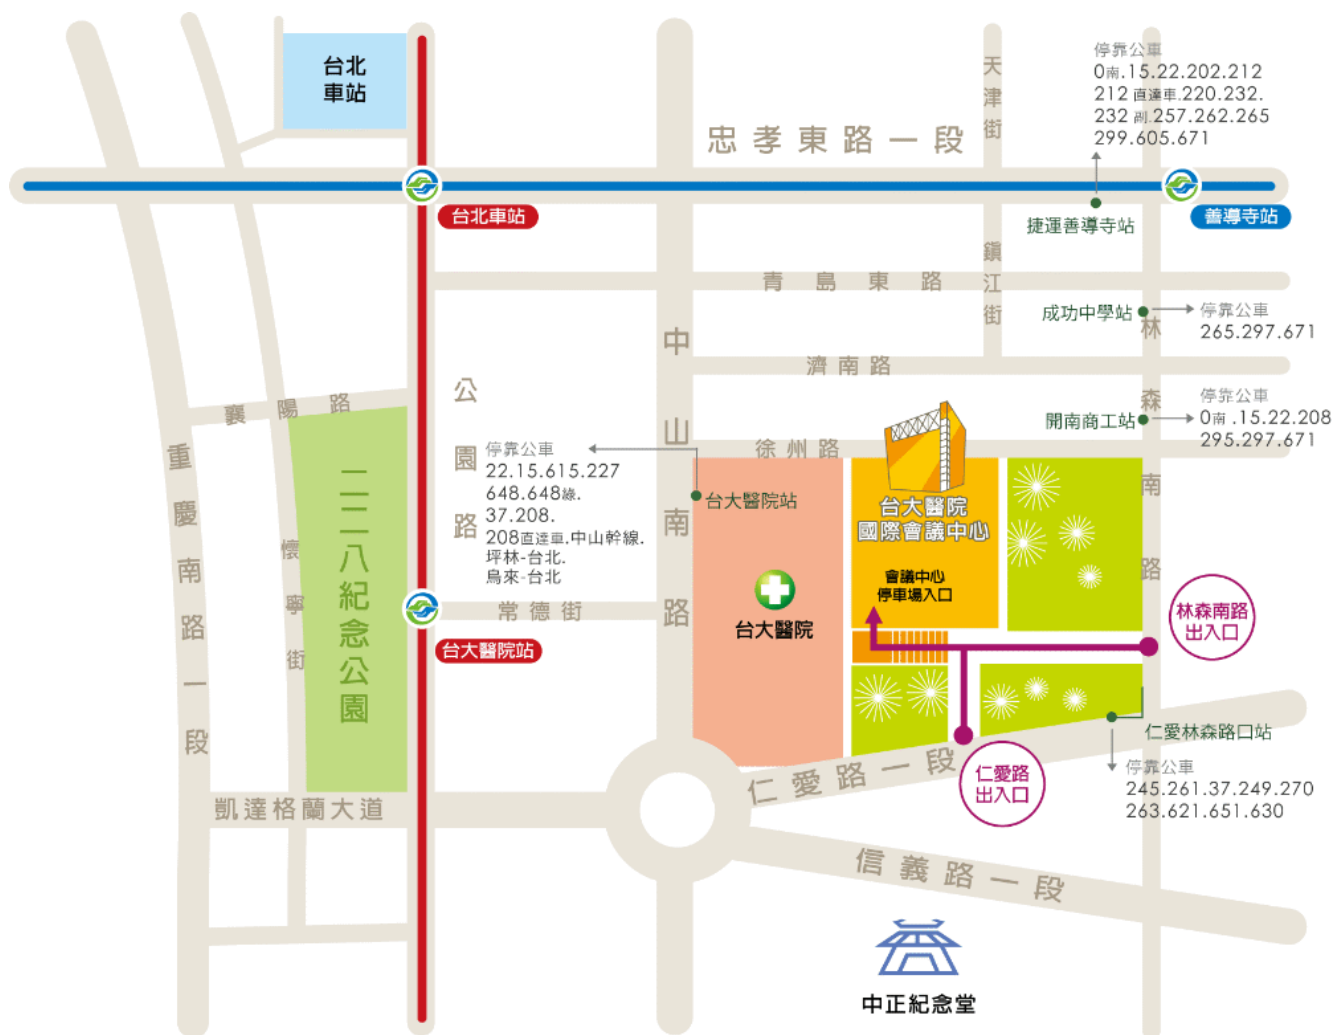 台北
車站
天津街
停靠公車
0南.15.22.202.212
212 直達車.220.232.
232 副.257.262.265
299.605.671
忠孝東路一段
台北車站
善導寺站
捷運善導寺站
鎮江街
青島東路
成功中學站
停靠公車
265.297.671
濟南路
林森南路
中山南路
公園路
襄陽路
停靠公車
0南.15.22.208
295.297.671
開南商工站
徐州路
重慶南路一段
二二八紀念公園
懷寧街
停靠公車
22.15.615.227
648.648綠.
37.208.
208直達車.中山幹線.
坪林-台北.
烏來-台北
台大醫院站
台大醫院
國際會議中心
會議中心
停車場入口
常德街
台大醫院
台大醫院站
林森南路
出入口
仁愛林森路口站
仁愛路一段
仁愛路
出入口
停靠公車
245.261.37.249.270
263.621.651.630
凱達格蘭大道
信義路一段
中正紀念堂